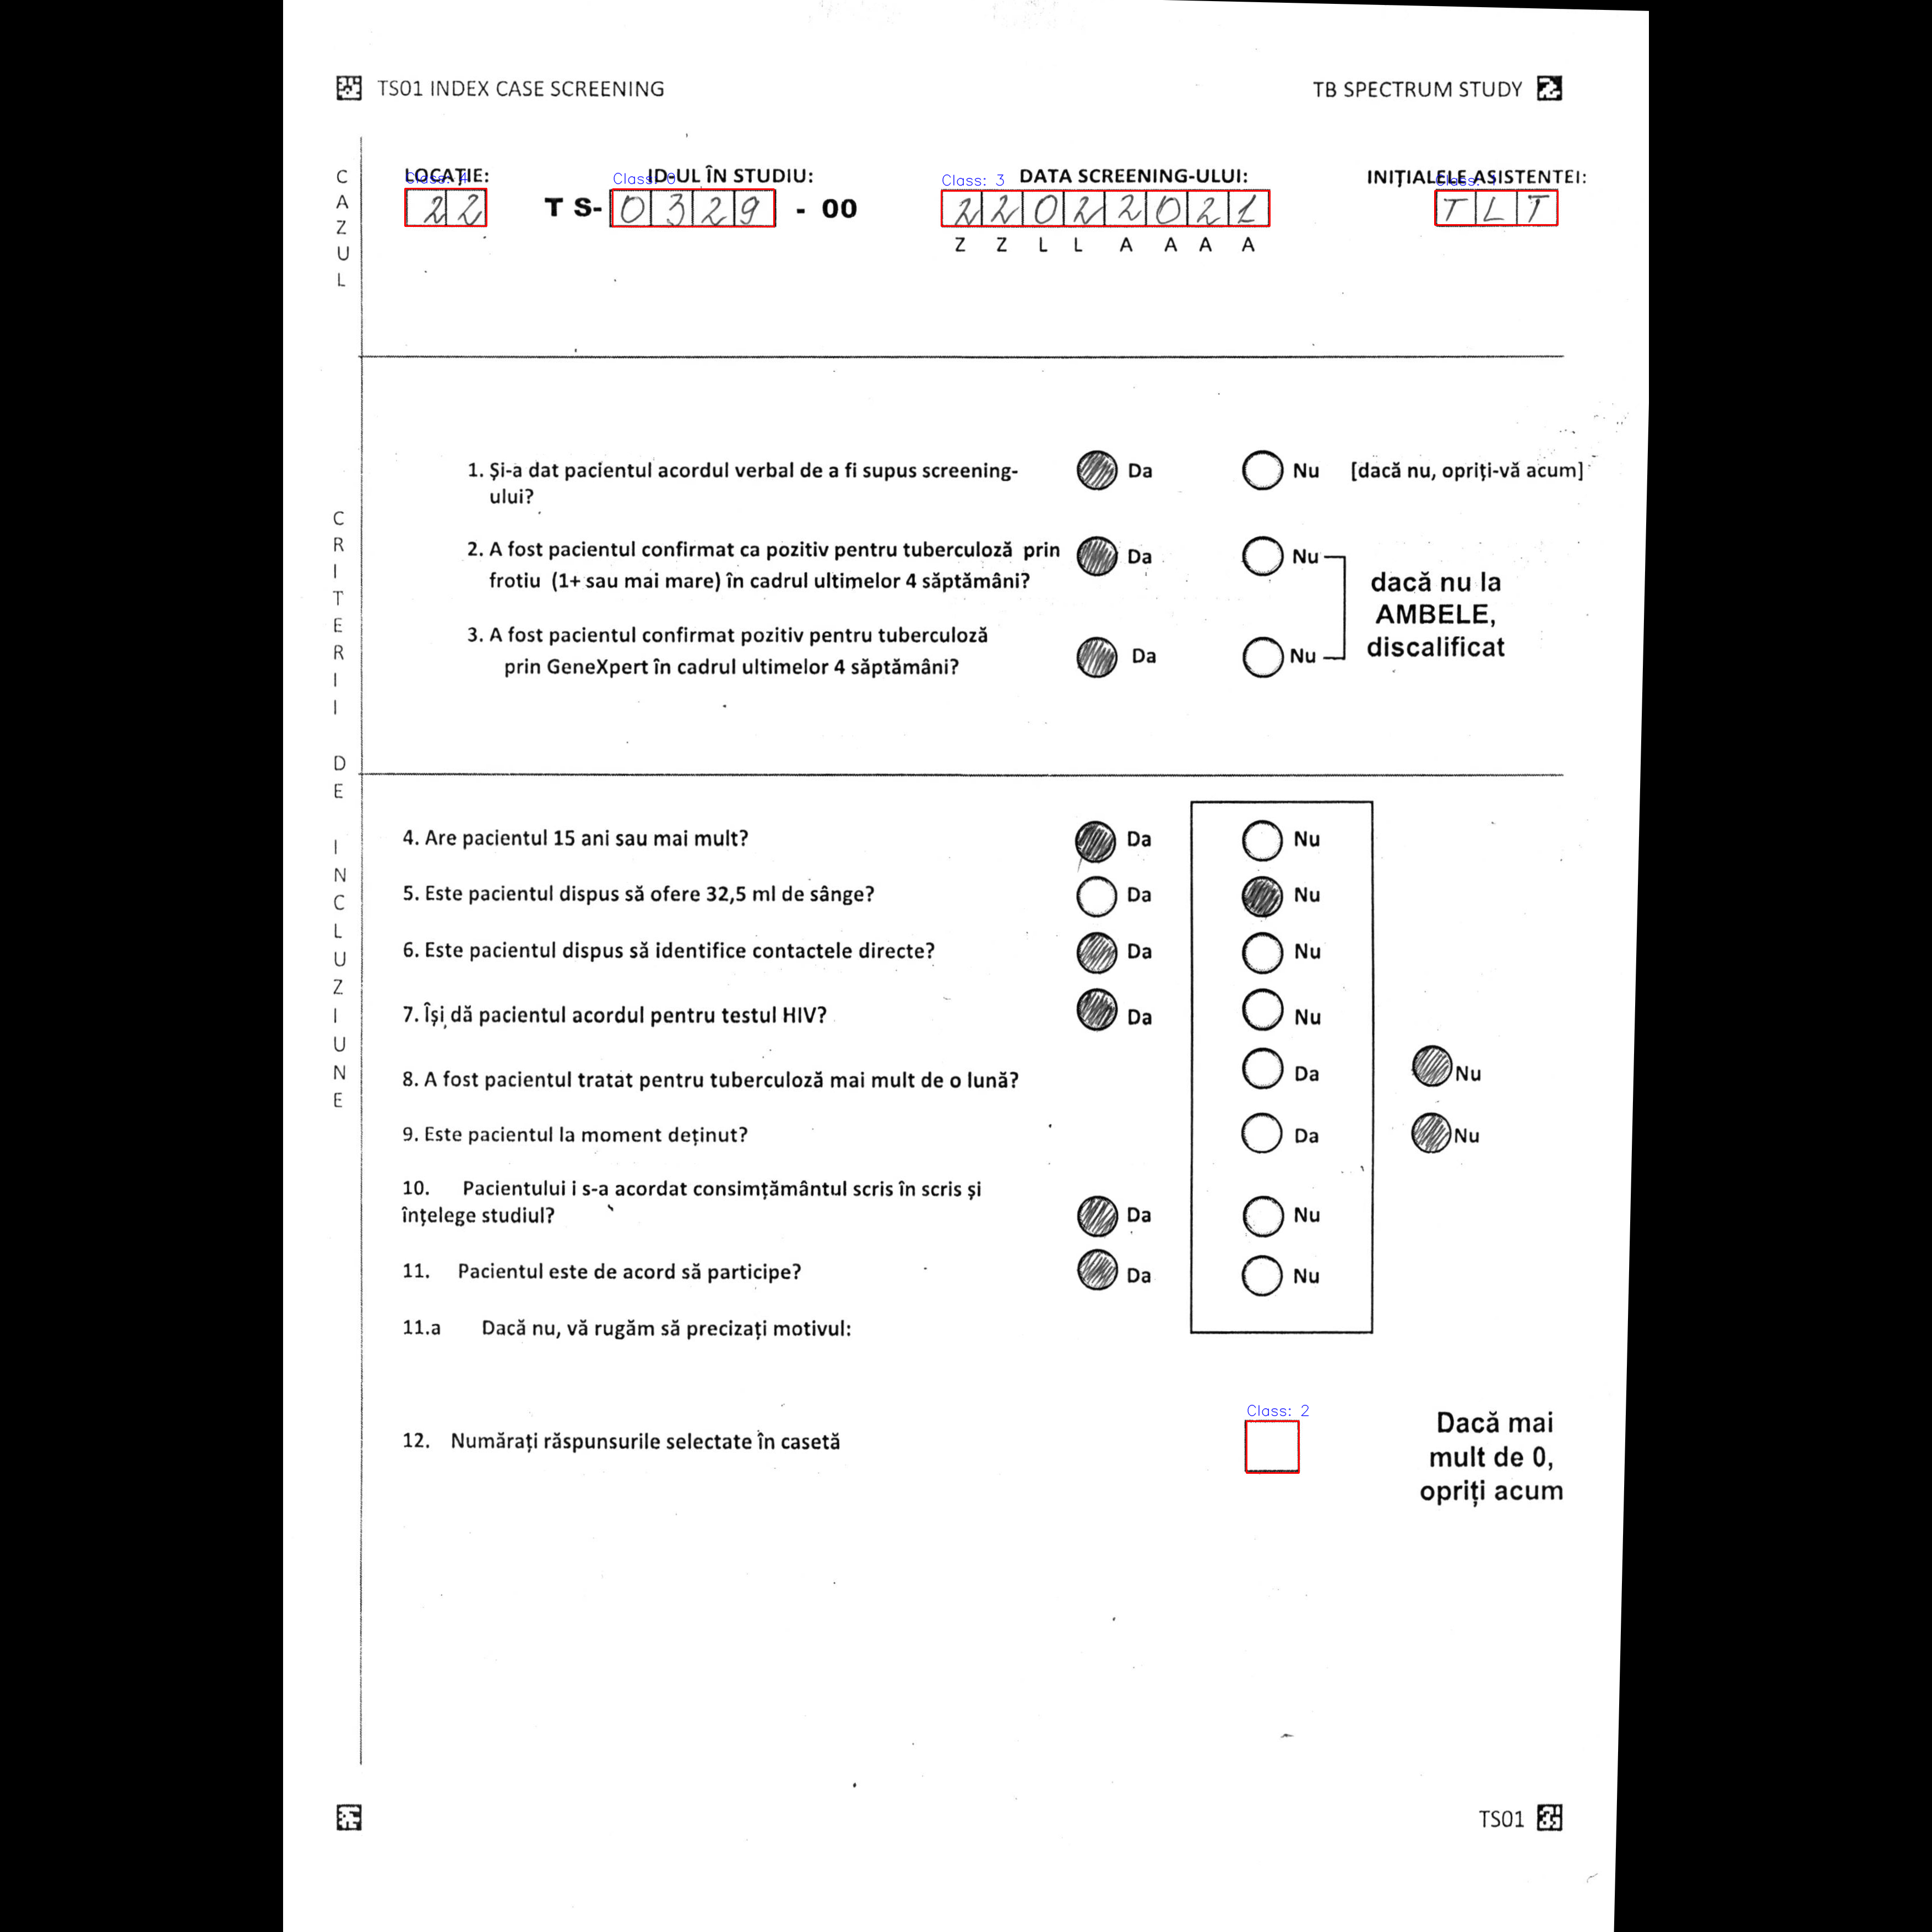 TS01 INDEX CASE SCREENING TB SPECTRUM STUDY
CAZUL
LOCAȚIE: ID-UL ÎN STUDIU: DATA SCREENING-ULUI: INIȚIALELE ASISTENTEI:
Class: 3
22 T S- 0329 - 00 22022021 TLT
Z Z L L A A A A
CRITERII DE INCLUZIUNE
1. Și-a dat pacientul acordul verbal de a fi supus screening- Da Nu [dacă nu, opriți-vă acum]
ului?
2. A fost pacientul confirmat ca pozitiv pentru tuberculoză prin Da Nu
frotiu (1+ sau mai mare) în cadrul ultimelor 4 săptămâni?
dacă nu la
AMBELE,
discalificat
3. A fost pacientul confirmat pozitiv pentru tuberculoză
prin GeneXpert în cadrul ultimelor 4 săptămâni? Da Nu
4. Are pacientul 15 ani sau mai mult? Da Nu
5. Este pacientul dispus să ofere 32,5 ml de sânge? Da Nu
6. Este pacientul dispus să identifice contactele directe? Da Nu
7. Își dă pacientul acordul pentru testul HIV? Da Nu
8. A fost pacientul tratat pentru tuberculoză mai mult de o lună? Da Nu
9. Este pacientul la moment deținut? Da Nu
10. Pacientului i s-a acordat consimțământul scris în scris și
înțelege studiul? Da Nu
11. Pacientul este de acord să participe? Da Nu
11.a Dacă nu, vă rugăm să precizați motivul:
Class: 2
12. Numărați răspunsurile selectate în casetă
Dacă mai
mult de 0,
opriți acum
TS01